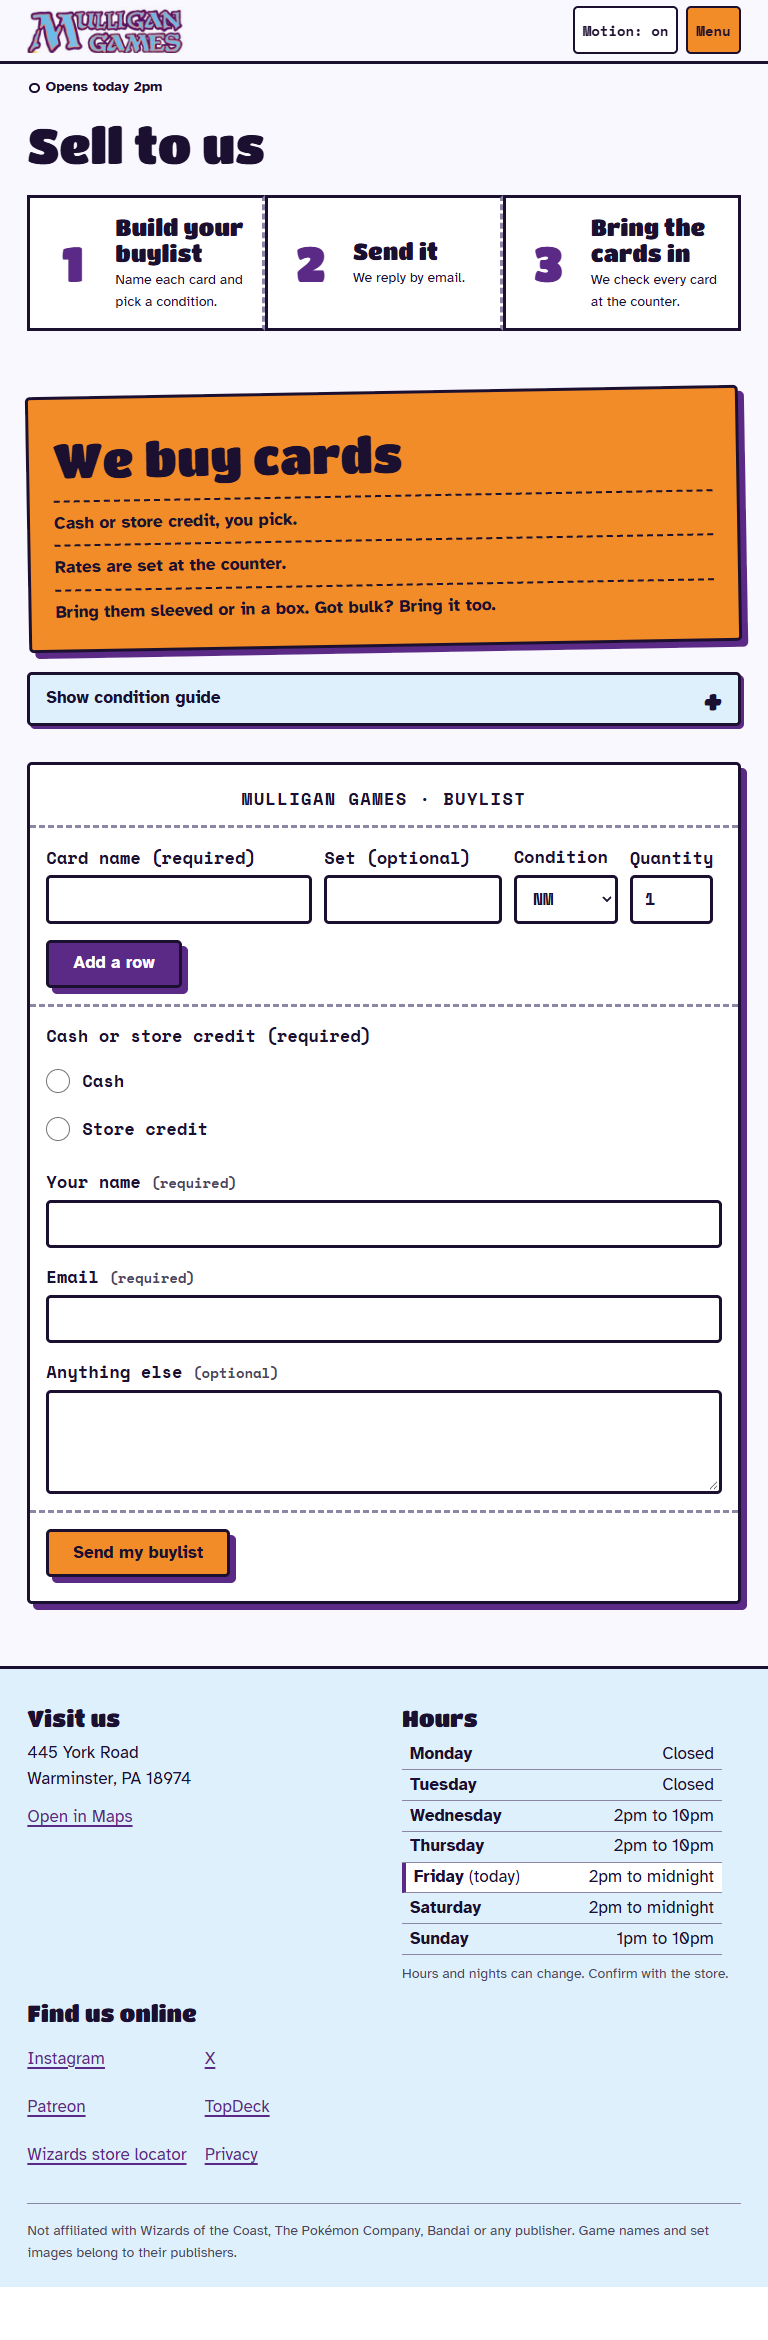 MULLIGAN GAMES
Motion: on
Menu
Opens today 2pm
Sell to us
1
Build your buylist
Name each card and
pick a condition.
2
Send it
We reply by email.
3
Bring the cards in
We check every card
at the counter.
We buy cards
Cash or store credit, you pick.
Rates are set at the counter.
Bring them sleeved or in a box. Got bulk? Bring it too.
Show condition guide
MULLIGAN GAMES · BUYLIST
Card name (required)
Set (optional)
Condition
Quantity
NM
1
Add a row
Cash or store credit (required)
Cash
Store credit
Your name (required)
Email (required)
Anything else (optional)
Send my buylist
Visit us
445 York Road
Warminster, PA 18974
Open in Maps
Hours
Monday Closed
Tuesday Closed
Wednesday 2pm to 10pm
Thursday 2pm to 10pm
Friday (today) 2pm to midnight
Saturday 2pm to midnight
Sunday 1pm to 10pm
Hours and nights can change. Confirm with the store.
Find us online
Instagram
X
Patreon
TopDeck
Wizards store locator
Privacy
Not affiliated with Wizards of the Coast, The Pokémon Company, Bandai or any publisher. Game names and set
images belong to their publishers.